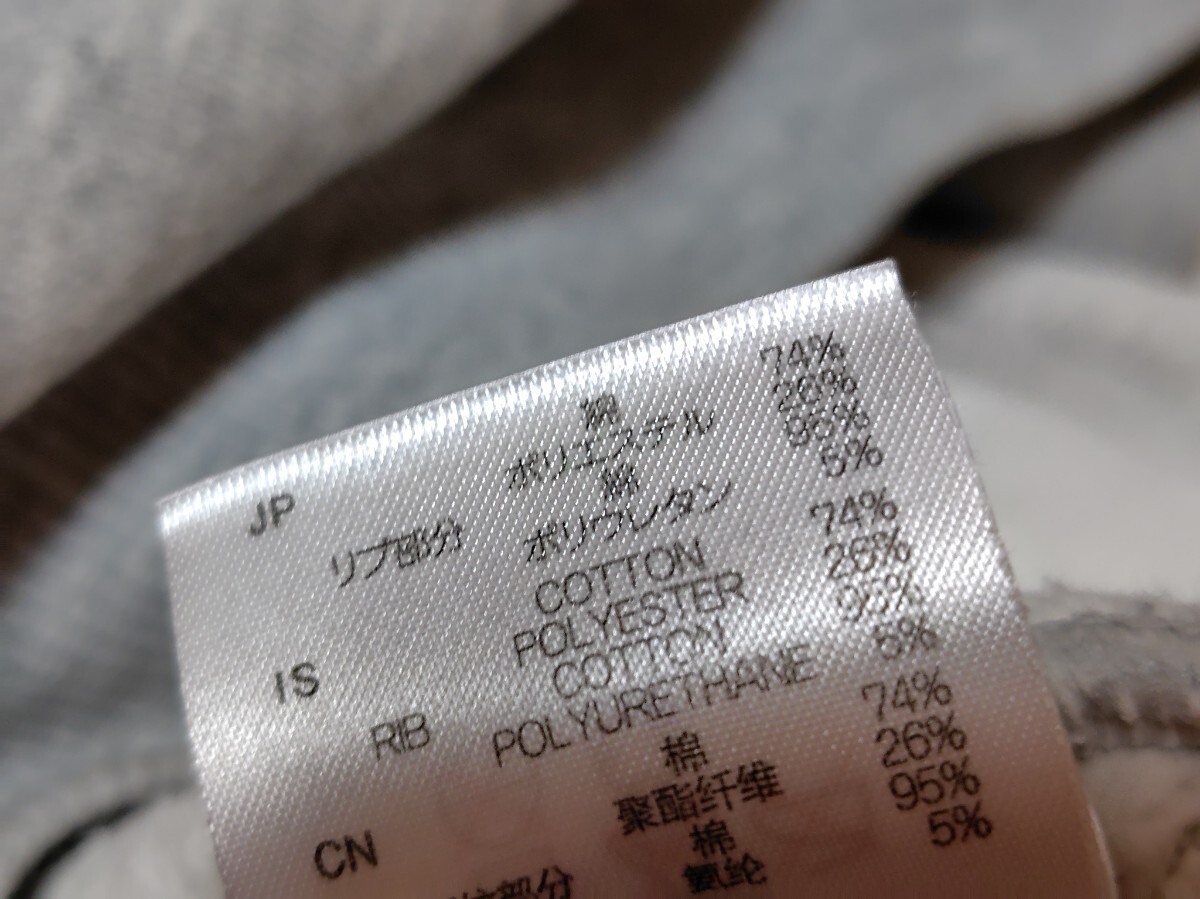 JP 綿 74%
ポリエステル 26%
リブ部分 綿 95%
ポリウレタン 5%
IS COTTON 74%
POLYESTER 26%
RIB COTTON 95%
POLYURETHANE 5%
CN 棉 74%
聚酯纤维 26%
部分 棉 95%
氨纶 5%